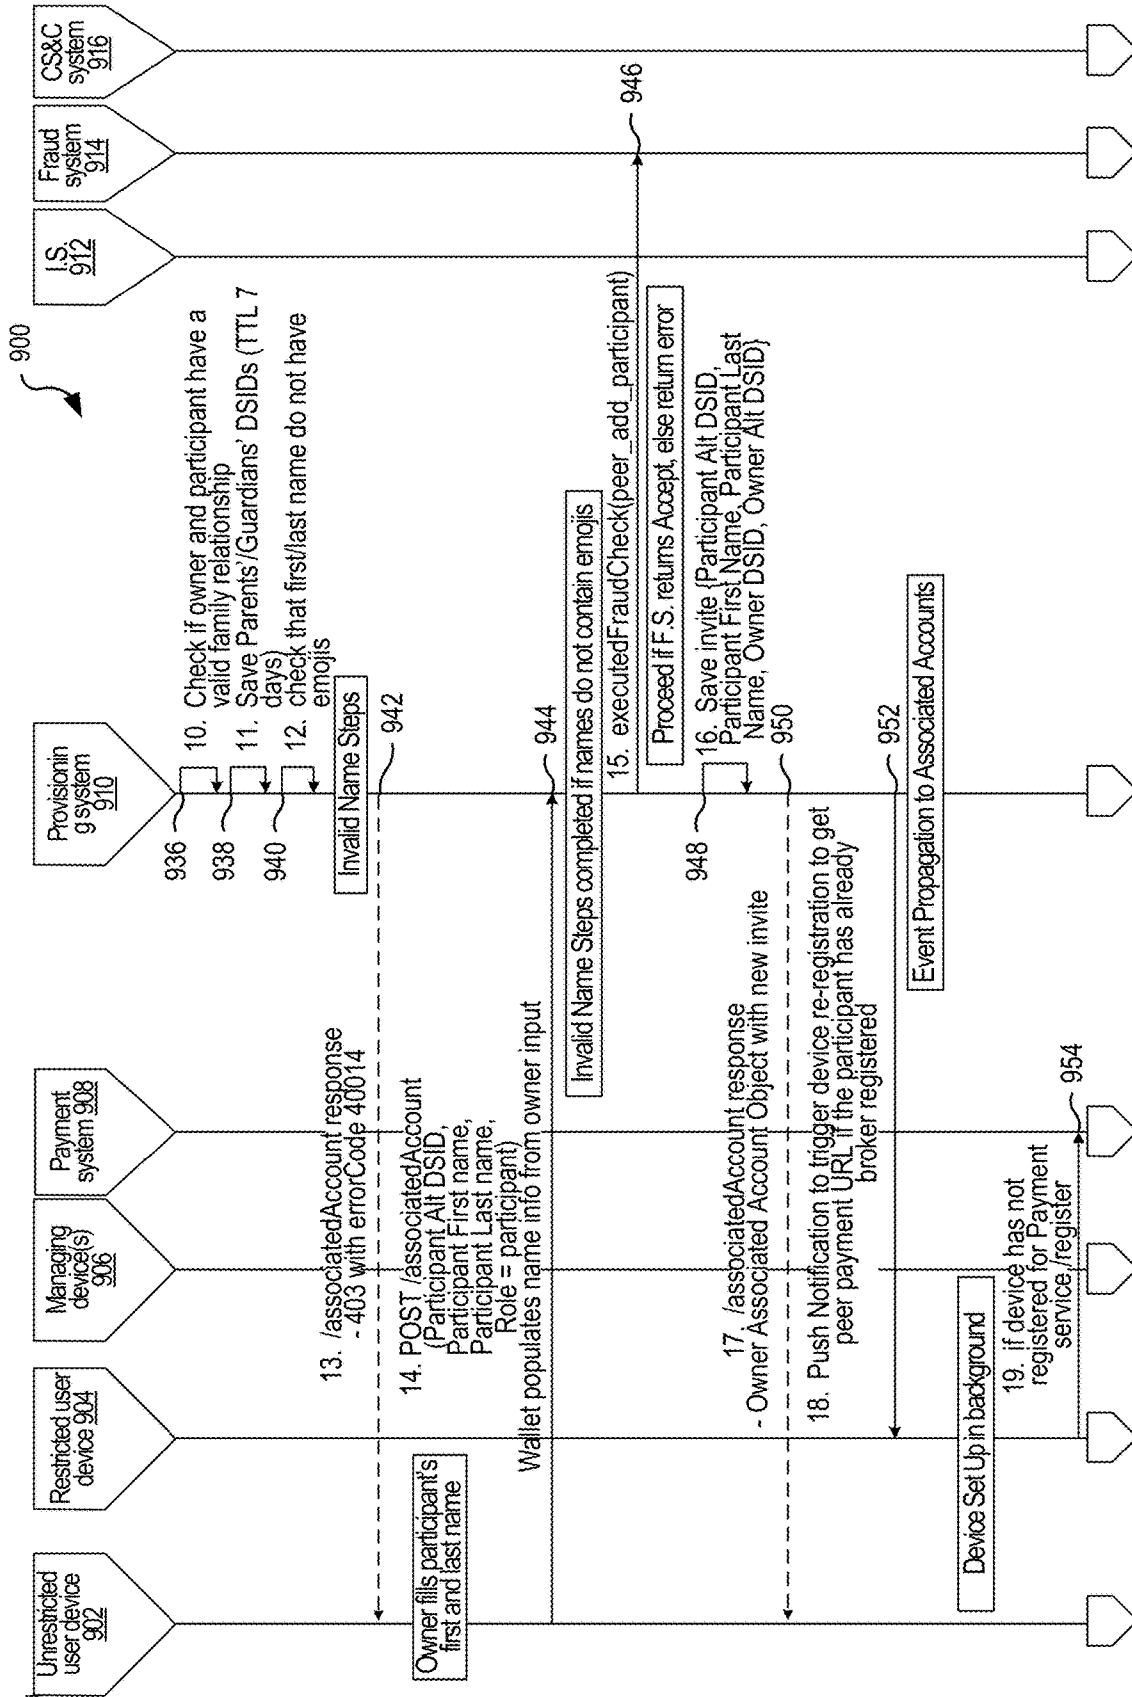 900
Unrestricted
user device
902
Restricted user
device 904
Managing
device(s)
906
Payment
system 908
Provisionin
g system
910
I.S.
912
Fraud
system
914
CS&C
system
916
936
10. Check if owner and participant have a
valid family relationship
938
11. Save Parents'/Guardians' DSIDs (TTL 7
days)
940
12. check that first/last name do not have
emojis
Invalid Name Steps
13. /associatedAccount response
- 403 with errorCode 40014
942
Owner fills participant's
first and last name
14. POST /associatedAccount
(Participant Alt DSID,
Participant First name,
Participant Last name,
Role = participant)
Wallet populates name info from owner input
944
Invalid Name Steps completed if names do not contain emojis
15. executedFraudCheck(peer_add_participant)
946
Proceed if F.S. returns Accept, else return error
948
16. Save invite {Participant Alt DSID,
Participant First Name, Participant Last
Name, Owner DSID, Owner Alt DSID}
17. /associatedAccount response
- Owner Associated Account Object with new invite
950
18. Push Notification to trigger device re-registration to get
peer payment URL if the participant has already
broker registered
952
Event Propagation to Associated Accounts
Device Set Up in background
19. if device has not
registered for Payment
service /register
954